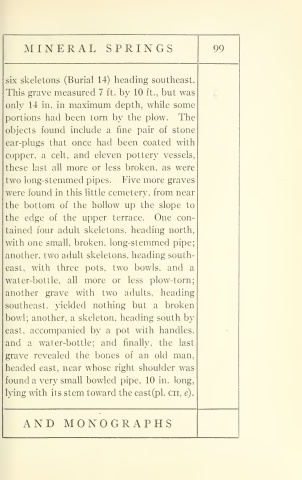 MINERAL SPRINGS 99
six skeletons (Burial 14) heading southeast.
This grave measured 7 ft. by 10 ft., but was
only 14 in. in maximum depth, while some
portions had been torn by the plow. The
objects found include a fine pair of stone
ear-plugs that once had been coated with
copper, a celt, and eleven pottery vessels,
these last all more or less broken, as were
two long-stemmed pipes. Five more graves
were found in this little cemetery, from near
the bottom of the hollow up the slope to
the edge of the upper terrace. One con-
tained four adult skeletons, heading north,
with one small, broken, long-stemmed pipe;
another, two adult skeletons, heading south-
east, with three pots, two bowls, and a
water-bottle, all more or less plow-torn;
another grave with two adults, heading
southeast, yielded nothing but a broken
bowl; another, a skeleton, heading south by
east, accompanied by a pot with handles,
and a water-bottle; and finally, the last
grave revealed the bones of an old man,
headed east, near whose right shoulder was
found a very small bowled pipe, 10 in. long,
lying with its stem toward the east (pl. CII, c).
AND MONOGRAPHS